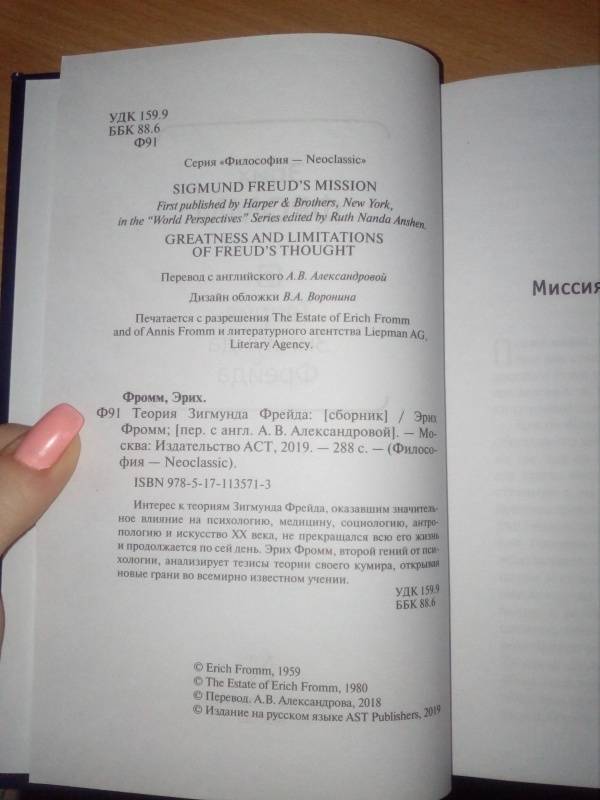 УДК 159.9
ББК 88.6
Ф91
Серия «Философия — Neoclassic»
SIGMUND FREUD'S MISSION
First published by Harper & Brothers, New York,
in the "World Perspectives" Series edited by Ruth Nanda Anshen.
GREATNESS AND LIMITATIONS
OF FREUD'S THOUGHT
Перевод с английского А.В. Александровой
Дизайн обложки В.А. Воронина
Печатается с разрешения The Estate of Erich Fromm
and of Annis Fromm и литературного агентства Liepman AG,
Literary Agency.
Фромм, Эрих.
Ф91 Теория Зигмунда Фрейда: [сборник] / Эрих
Фромм; [пер. с англ. А. В. Александровой]. — Мо-
сква: Издательство АСТ, 2019. — 288 с. — (Филосо-
фия — Neoclassic).
ISBN 978-5-17-113571-3
Интерес к теориям Зигмунда Фрейда, оказавшим значитель-
ное влияние на психологию, медицину, социологию, антро-
пологию и искусство XX века, не прекращался всю его жизнь
и продолжается по сей день. Эрих Фромм, второй гений от пси-
хологии, анализирует тезисы теории своего кумира, открывая
новые грани во всемирно известном учении.
УДК 159.9
ББК 88.6
© Erich Fromm, 1959
© The Estate of Erich Fromm, 1980
© Перевод. А.В. Александрова, 2018
© Издание на русском языке AST Publishers, 2019
Миссия